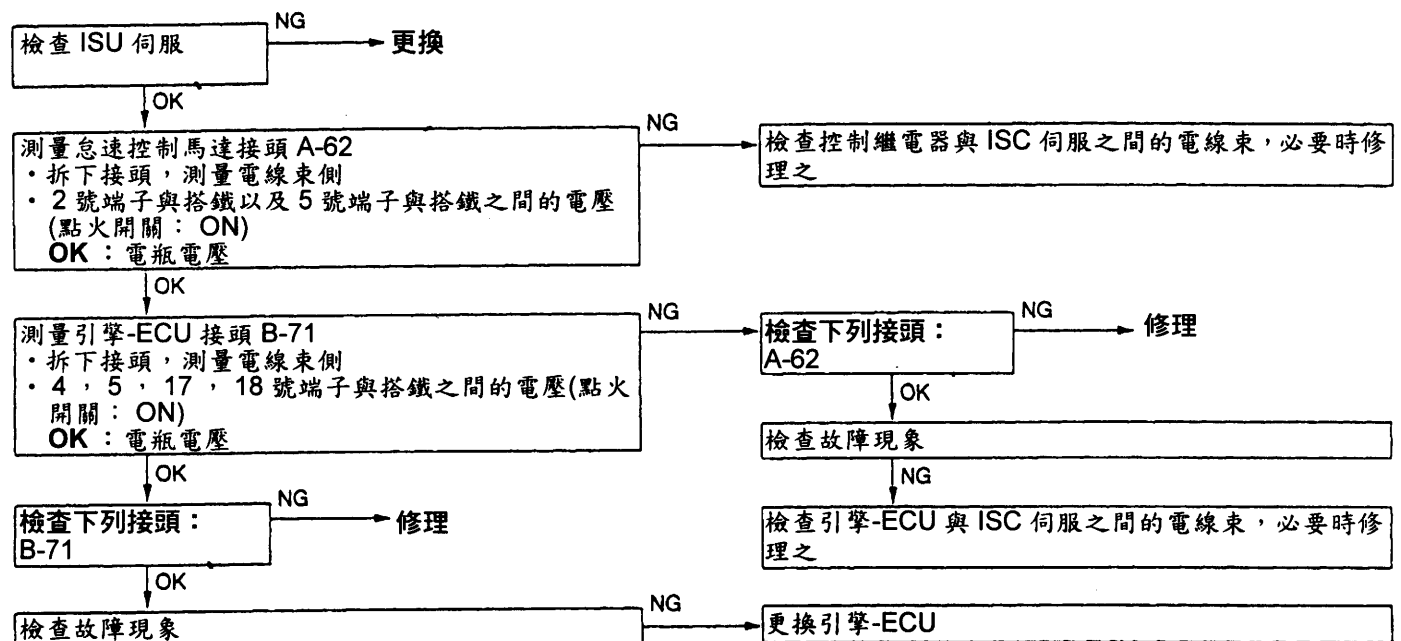 檢查 ISU 伺服
NG
更換
OK
測量怠速控制馬達接頭 A-62
・拆下接頭,測量電線束側
・2 號端子與搭鐵以及 5 號端子與搭鐵之間的電壓
(點火開關: ON)
OK :電瓶電壓
NG
檢查控制繼電器與 ISC 伺服之間的電線束,必要時修
理之
OK
測量引擎-ECU 接頭 B-71
・拆下接頭,測量電線束側
・4 , 5 , 17 , 18 號端子與搭鐵之間的電壓(點火
開關: ON)
OK :電瓶電壓
NG
檢查下列接頭:
A-62
NG
修理
OK
檢查故障現象
NG
檢查引擎-ECU 與 ISC 伺服之間的電線束,必要時修
理之
OK
檢查下列接頭:
B-71
NG
修理
OK
檢查故障現象
NG
更換引擎-ECU